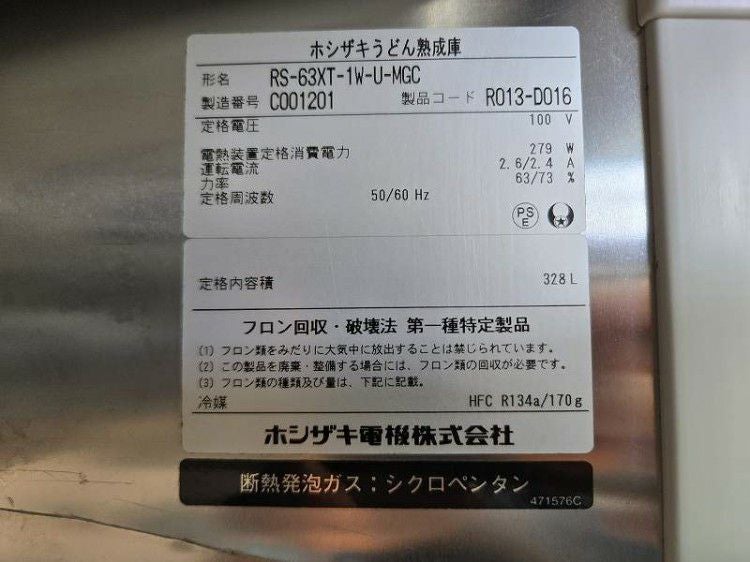 ホシザキうどん熟成庫
形名 RS-63XT-1W-U-MGC
製造番号 C001201 製品コード R013-D016
定格電圧 100 V
電熱装置定格消費電力 279 W
運転電流 2.6/2.4 A
力率 63/73 %
定格周波数 50/60 Hz
PS
E
定格内容積 328 L
フロン回収・破壊法 第一種特定製品
(1) フロン類をみだりに大気中に放出することは禁じられています。
(2) この製品を廃棄・整備する場合には、フロン類の回収が必要です。
(3) フロン類の種類及び量は、下記に記載。
冷媒 HFC R134a/170g
ホシザキ電機株式会社
断熱発泡ガス:シクロペンタン
471576C